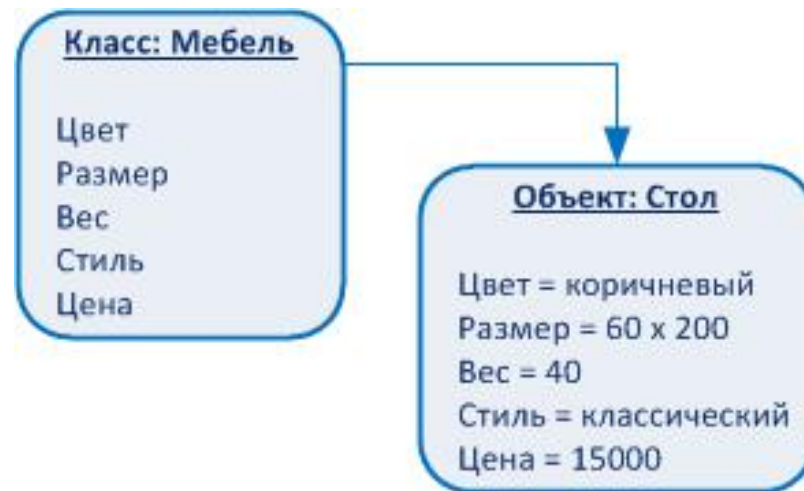 Класс: Мебель
Цвет
Размер
Вес
Стиль
Цена
Объект: Стол
Цвет = коричневый
Размер = 60 x 200
Вес = 40
Стиль = классический
Цена = 15000